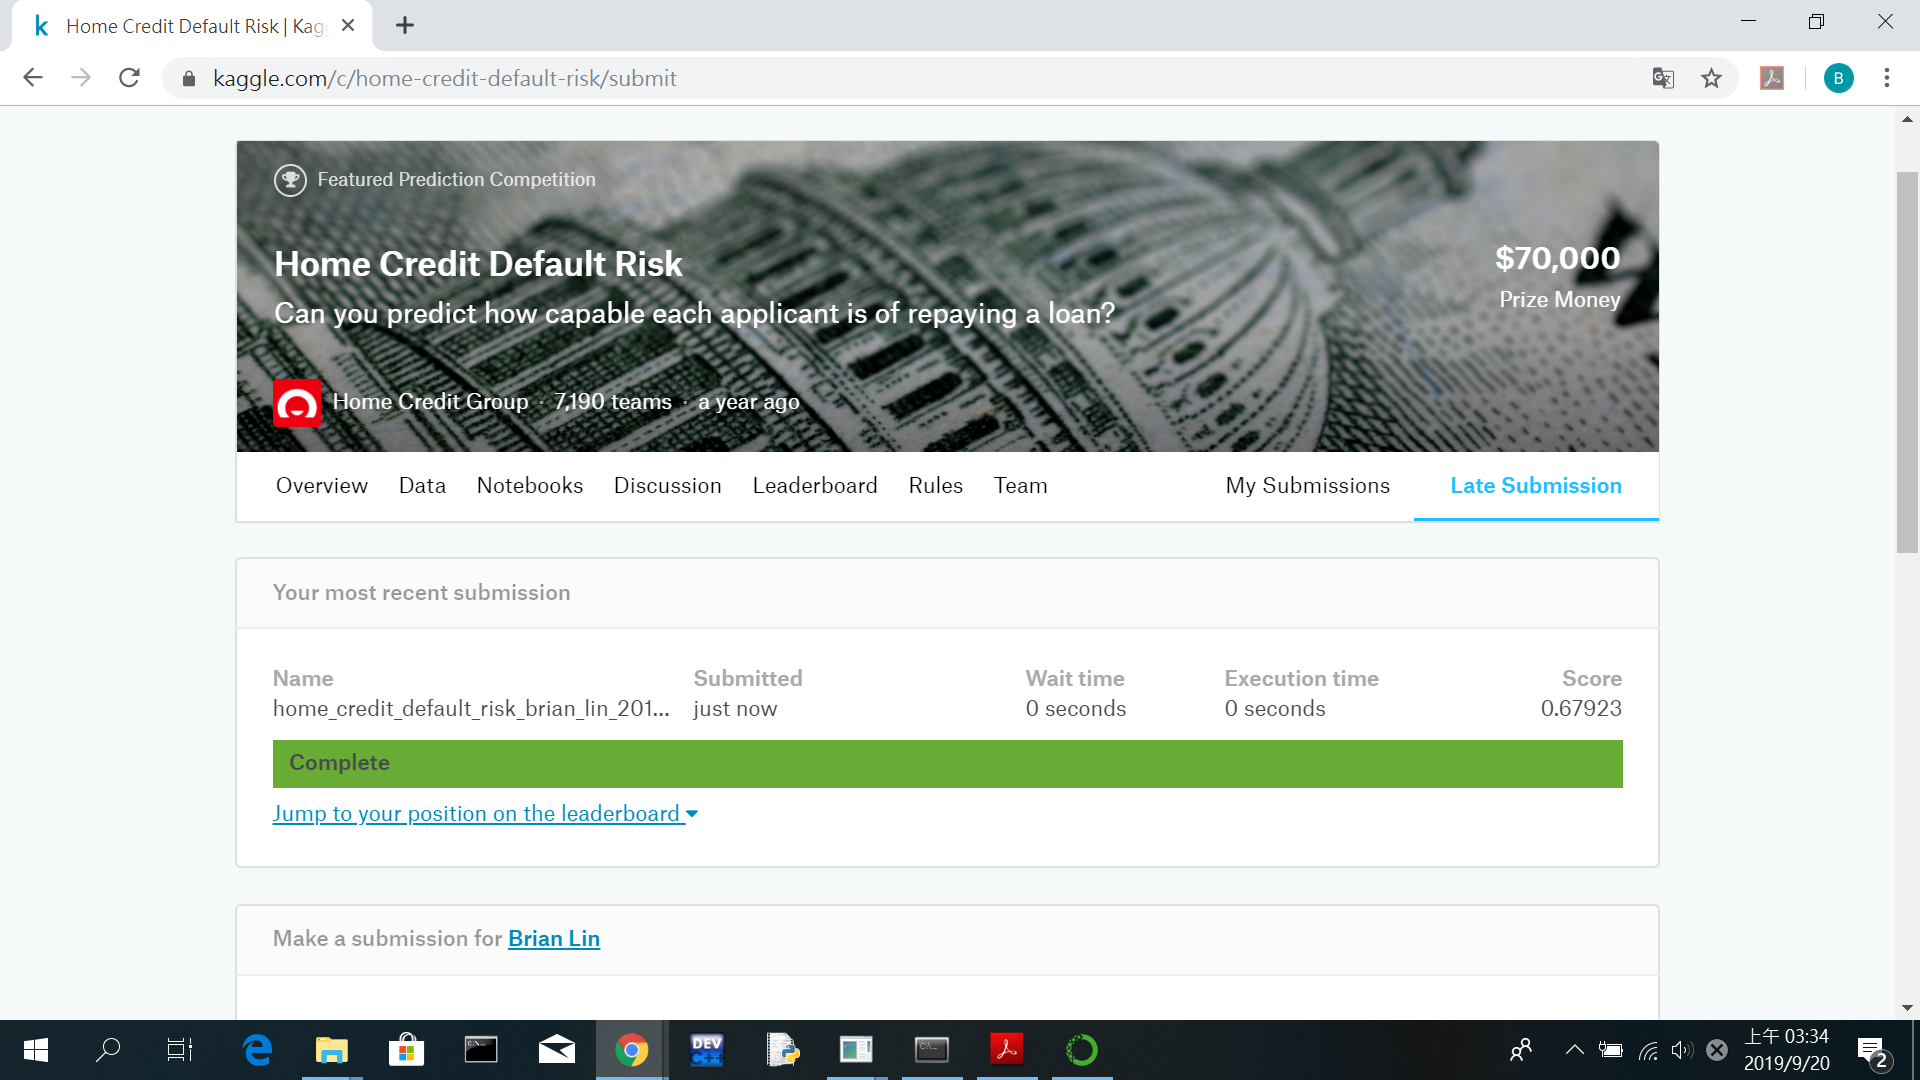 Home Credit Default Risk | Kag
kaggle.com/c/home-credit-default-risk/submit
B
Featured Prediction Competition
Home Credit Default Risk
$70,000
Can you predict how capable each applicant is of repaying a loan?
Prize Money
Home Credit Group · 7,190 teams · a year ago
Overview Data Notebooks Discussion Leaderboard Rules Team My Submissions Late Submission
Your most recent submission
Name Submitted Wait time Execution time Score
home_credit_default_risk_brian_lin_201... just now 0 seconds 0 seconds 0.67923
Complete
Jump to your position on the leaderboard
Make a submission for Brian Lin
DEV
C++
上午 03:34
2019/9/20
2